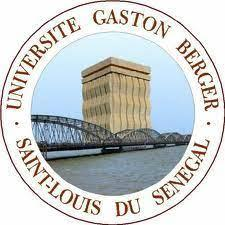 UNIVERSITE GASTON BERGER
SAINT-LOUIS DU SENEGAL